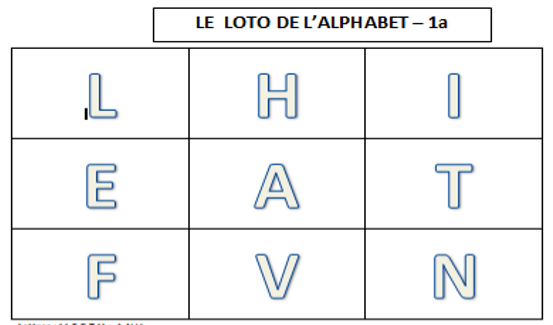 LE LOTO DE L'ALPHABET – 1a
L H I
E A T
F V N